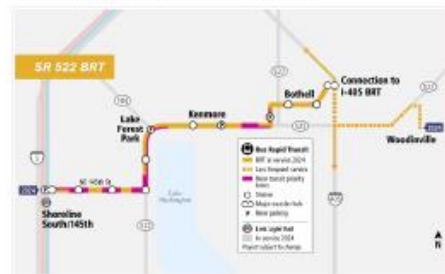 SR 522 BRT
Connection to
I-405 BRT
Bothell
Kenmore
Lake
Forest
Park
Woodinville
2024
NE 145th St
Shoreline
South/145th
Lake
Washington
Bus Rapid Transit
BRT in service 2024
Less frequent service
New transit priority
lanes
Station
Major transfer hub
New parking
Link Light Rail
In service 2024
Project subject to change
N